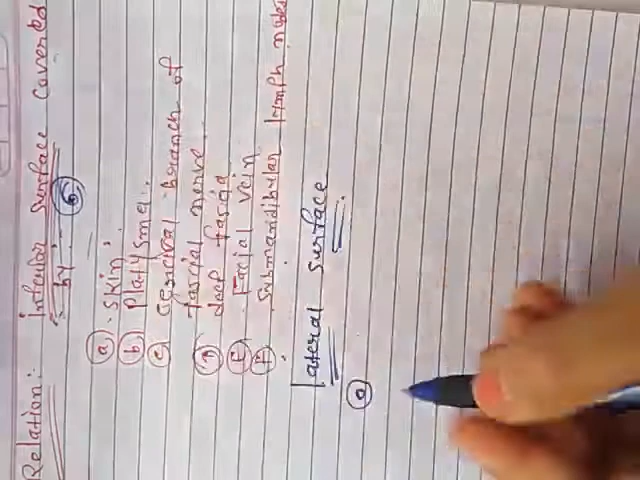 Relation: Inferior surface covered
by:- 6
(a) . skin.
(b) Platysma.
(c) cervical branch of
facial nerve
(d) deep fascia
(E) . Facial vein
(F) submandibular lymph nodes
Lateral surface
(a)